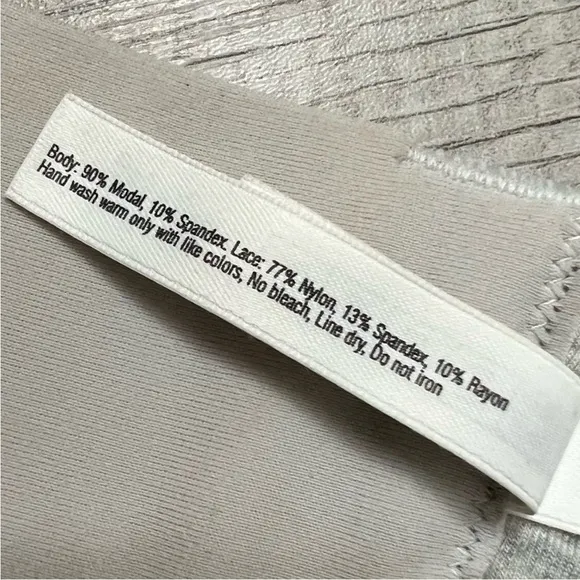 Body: 90% Modal, 10% Spandex. Lace: 77% Nylon, 13% Spandex, 10% Rayon
Hand wash warm only with like colors, No bleach, Line dry, Do not iron